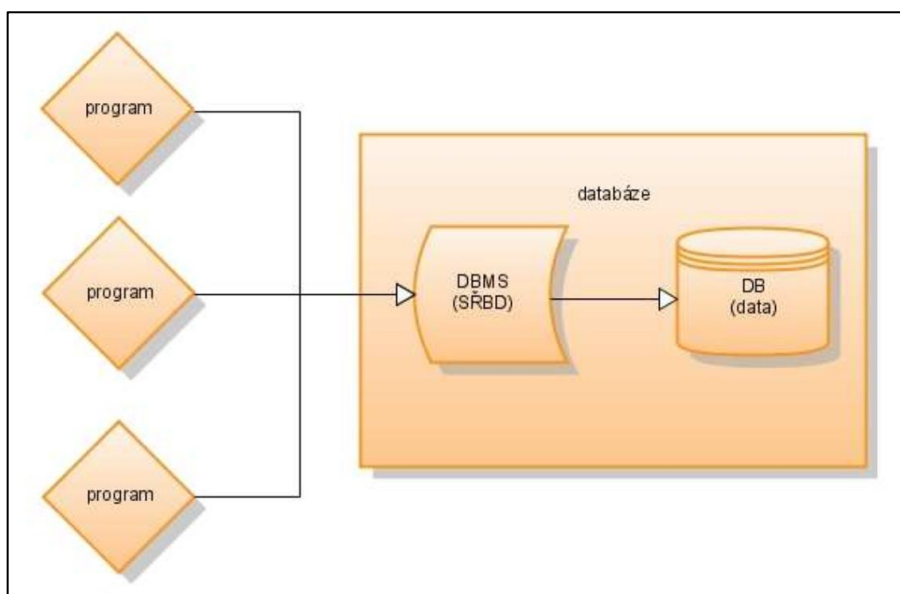 program
program
program
databáze
DBMS
(SŘBD)
DB
(data)